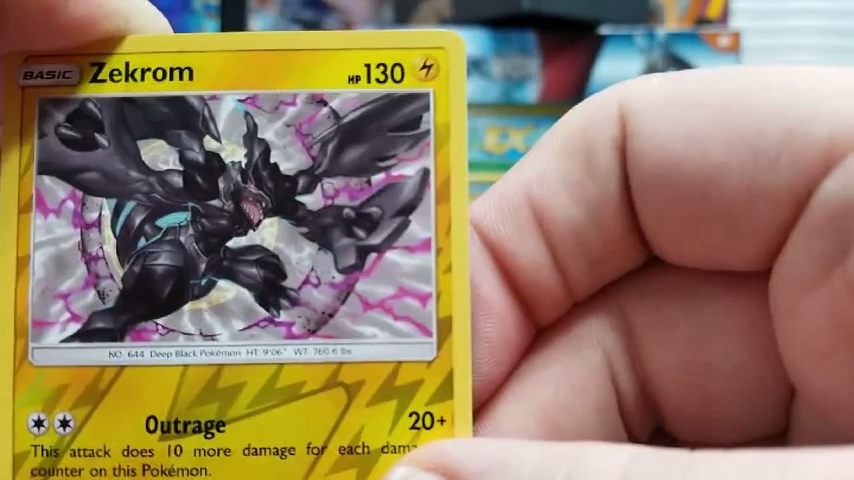 BASIC Zekrom HP 130
NO. 644 Deep Black Pokémon HT: 9'06" WT: 760.6 lbs
Outrage 20+
This attack does 10 more damage for each
counter on this Pokémon.
EX